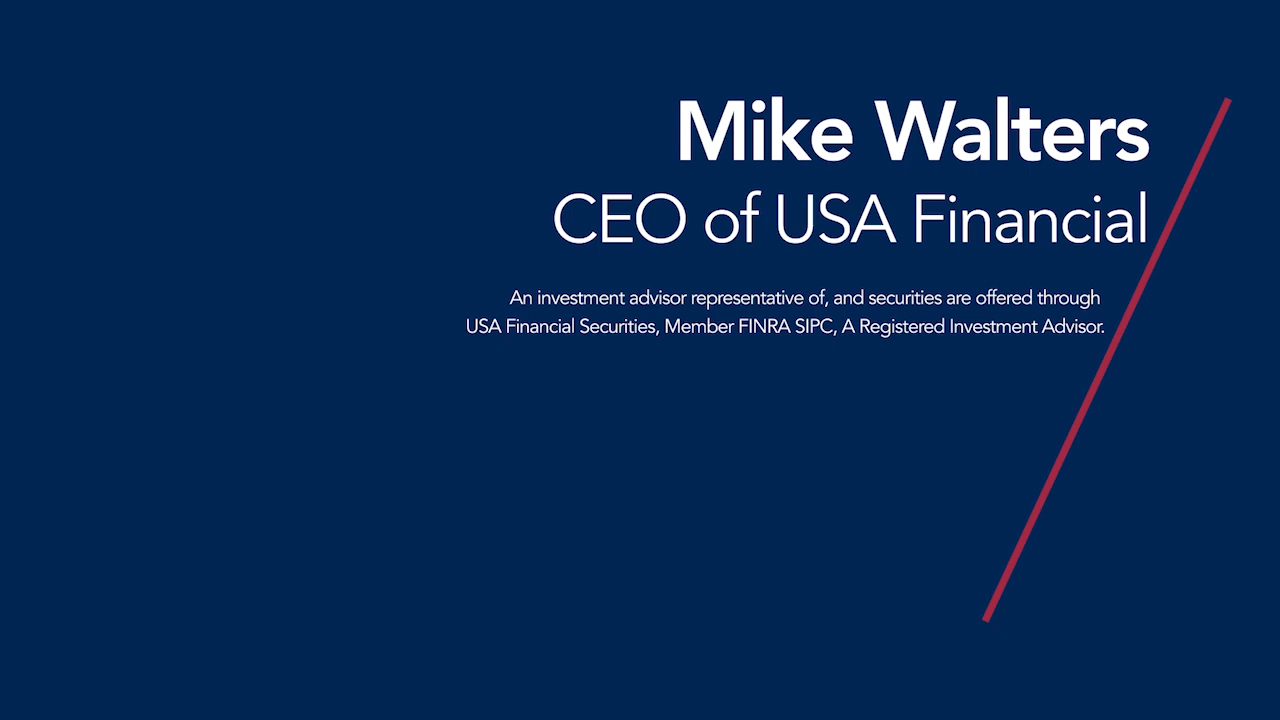 Mike Walters
CEO of USA Financial
An investment advisor representative of, and securities are offered through
USA Financial Securities, Member FINRA SIPC, A Registered Investment Advisor.